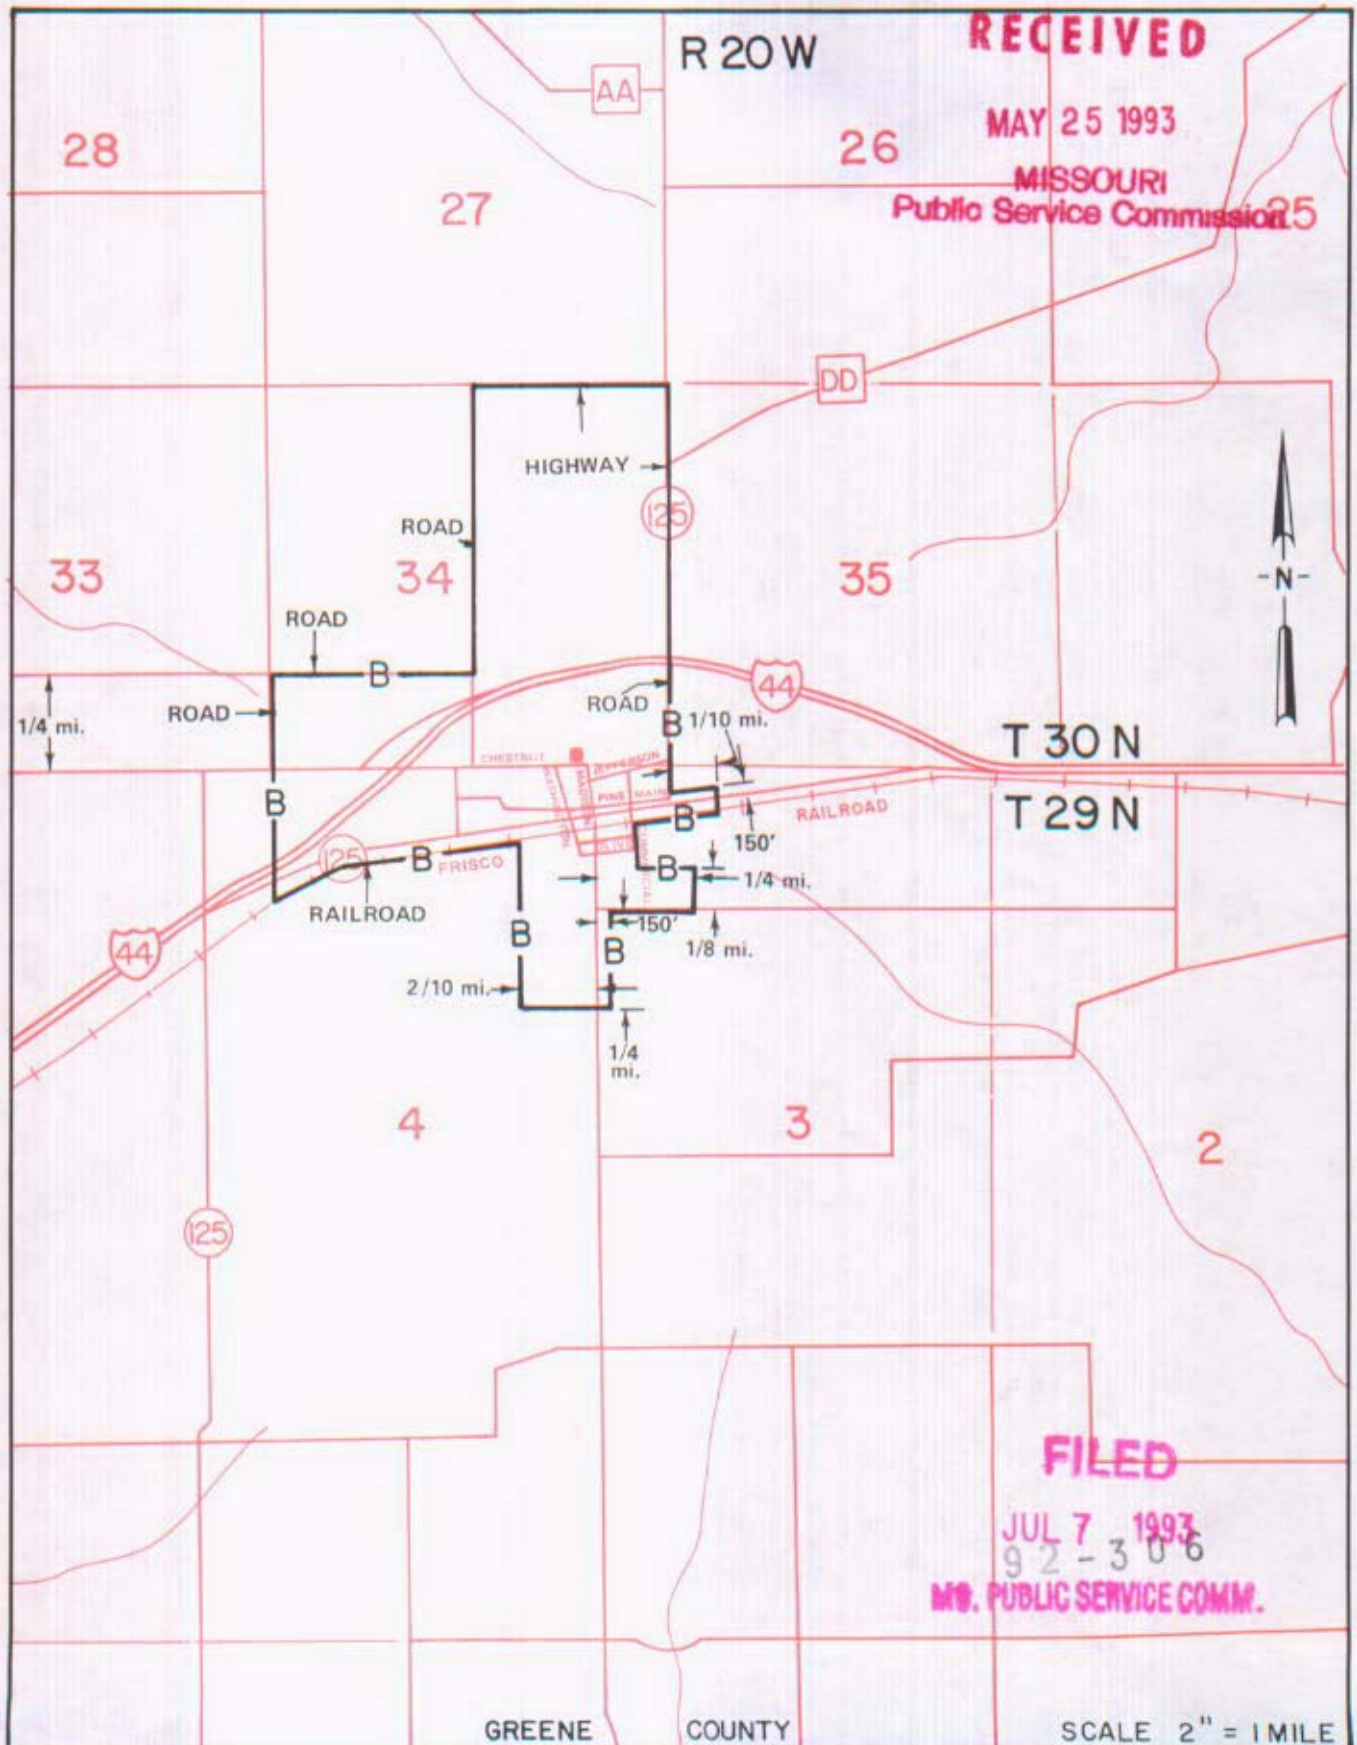 R 20 W
RECEIVED
MAY 25 1993
MISSOURI
Public Service Commission
AA
28
27
26
25
DD
HIGHWAY
125
ROAD
33
34
35
-N-
ROAD
B
44
1/4 mi.
ROAD
ROAD
B
1/10 mi.
T 30 N
CHESTNUT
JEFFERSON
MADISON
WASHINGTON
PINE
MAIN
B
RAILROAD
T 29 N
B
150'
125
B
FRISCO
OLIVE
COMMERCIAL
B
1/4 mi.
RAILROAD
44
B
150'
B
1/8 mi.
2/10 mi.
1/4
mi.
4
3
2
125
FILED
JUL 7 1993
92-306
MO. PUBLIC SERVICE COMM.
GREENE COUNTY
SCALE 2" = 1 MILE